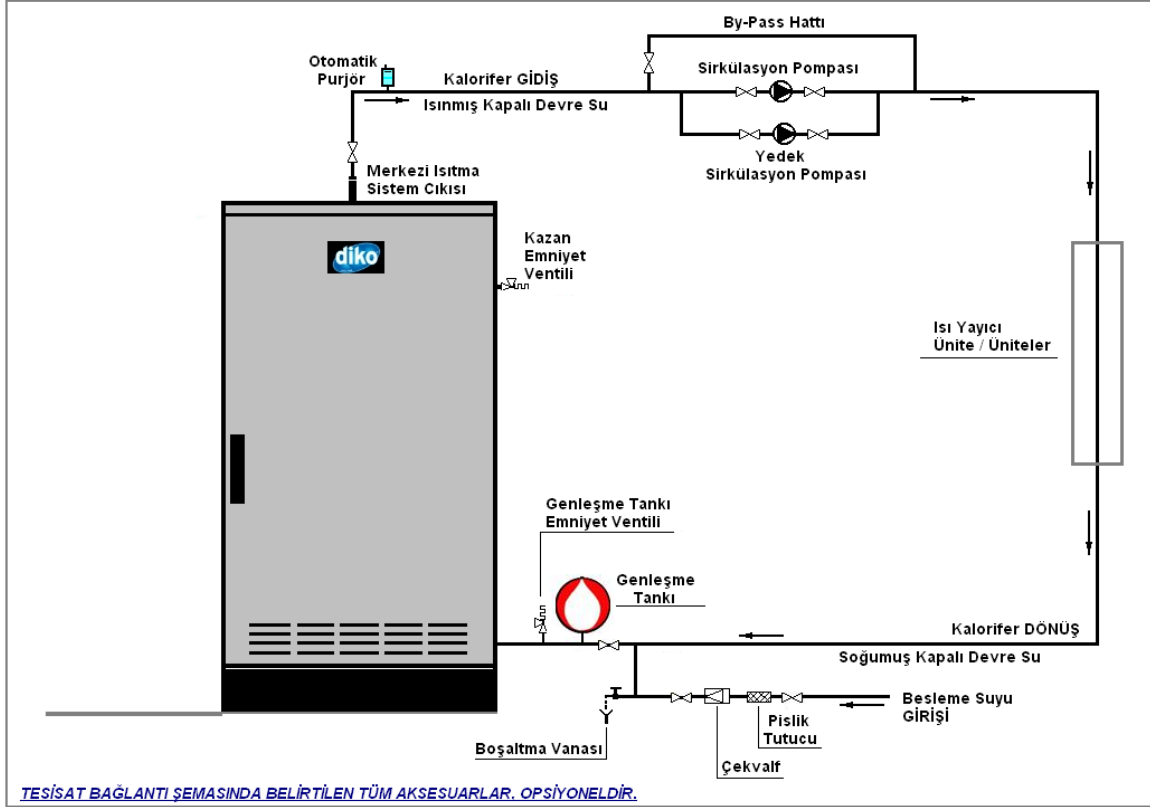 By-Pass Hattı
Otomatik
Purjör
Kalorifer GİDİŞ
Isınmış Kapalı Devre Su
Sirkülasyon Pompası
Yedek
Sirkülasyon Pompası
Merkezi Isıtma
Sistem Cıkısı
diko
Kazan
Emniyet
Ventili
Isı Yayıcı
Ünite / Üniteler
Genleşme Tankı
Emniyet Ventili
Genleşme
Tankı
Kalorifer DÖNÜŞ
Soğumuş Kapalı Devre Su
Besleme Suyu
GİRİŞİ
Pislik
Tutucu
Boşaltma Vanası
Çekvalf
TESİSAT BAĞLANTI ŞEMASINDA BELİRTİLEN TÜM AKSESUARLAR. OPSİYONELDİR.